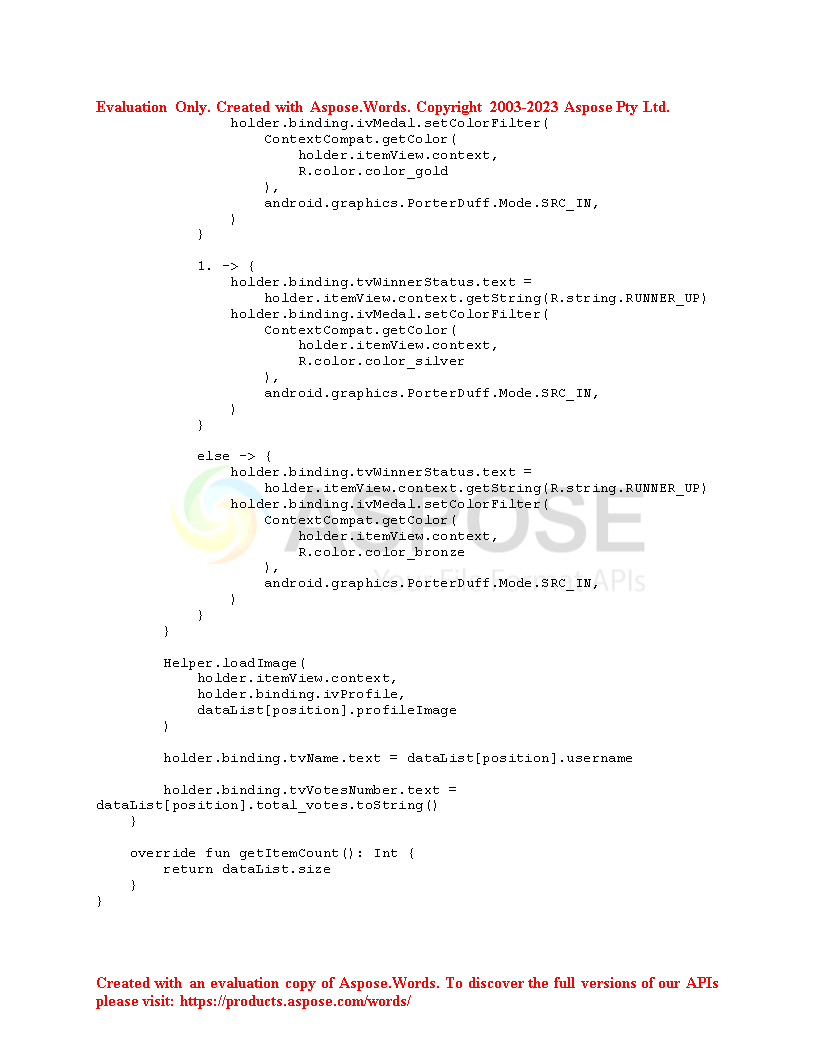 Evaluation Only. Created with Aspose.Words. Copyright 2003-2023 Aspose Pty Ltd.
                holder.binding.ivMedal.setColorFilter(
                    ContextCompat.getColor(
                        holder.itemView.context,
                        R.color.color_gold
                    ),
                    android.graphics.PorterDuff.Mode.SRC_IN,
                )
            }

            1. -> {
                holder.binding.tvWinnerStatus.text =
                    holder.itemView.context.getString(R.string.RUNNER_UP)
                holder.binding.ivMedal.setColorFilter(
                    ContextCompat.getColor(
                        holder.itemView.context,
                        R.color.color_silver
                    ),
                    android.graphics.PorterDuff.Mode.SRC_IN,
                )
            }

            else -> {
                holder.binding.tvWinnerStatus.text =
                    holder.itemView.context.getString(R.string.RUNNER_UP)
                holder.binding.ivMedal.setColorFilter(
                    ContextCompat.getColor(
                        holder.itemView.context,
                        R.color.color_bronze
                    ),
                    android.graphics.PorterDuff.Mode.SRC_IN,
                )
            }
        }

        Helper.loadImage(
            holder.itemView.context,
            holder.binding.ivProfile,
            dataList[position].profileImage
        )

        holder.binding.tvName.text = dataList[position].username

        holder.binding.tvVotesNumber.text =
dataList[position].total_votes.toString()
    }

    override fun getItemCount(): Int {
        return dataList.size
    }
}
ASPOSE
Your File Format APIs
Created with an evaluation copy of Aspose.Words. To discover the full versions of our APIs
please visit: https://products.aspose.com/words/